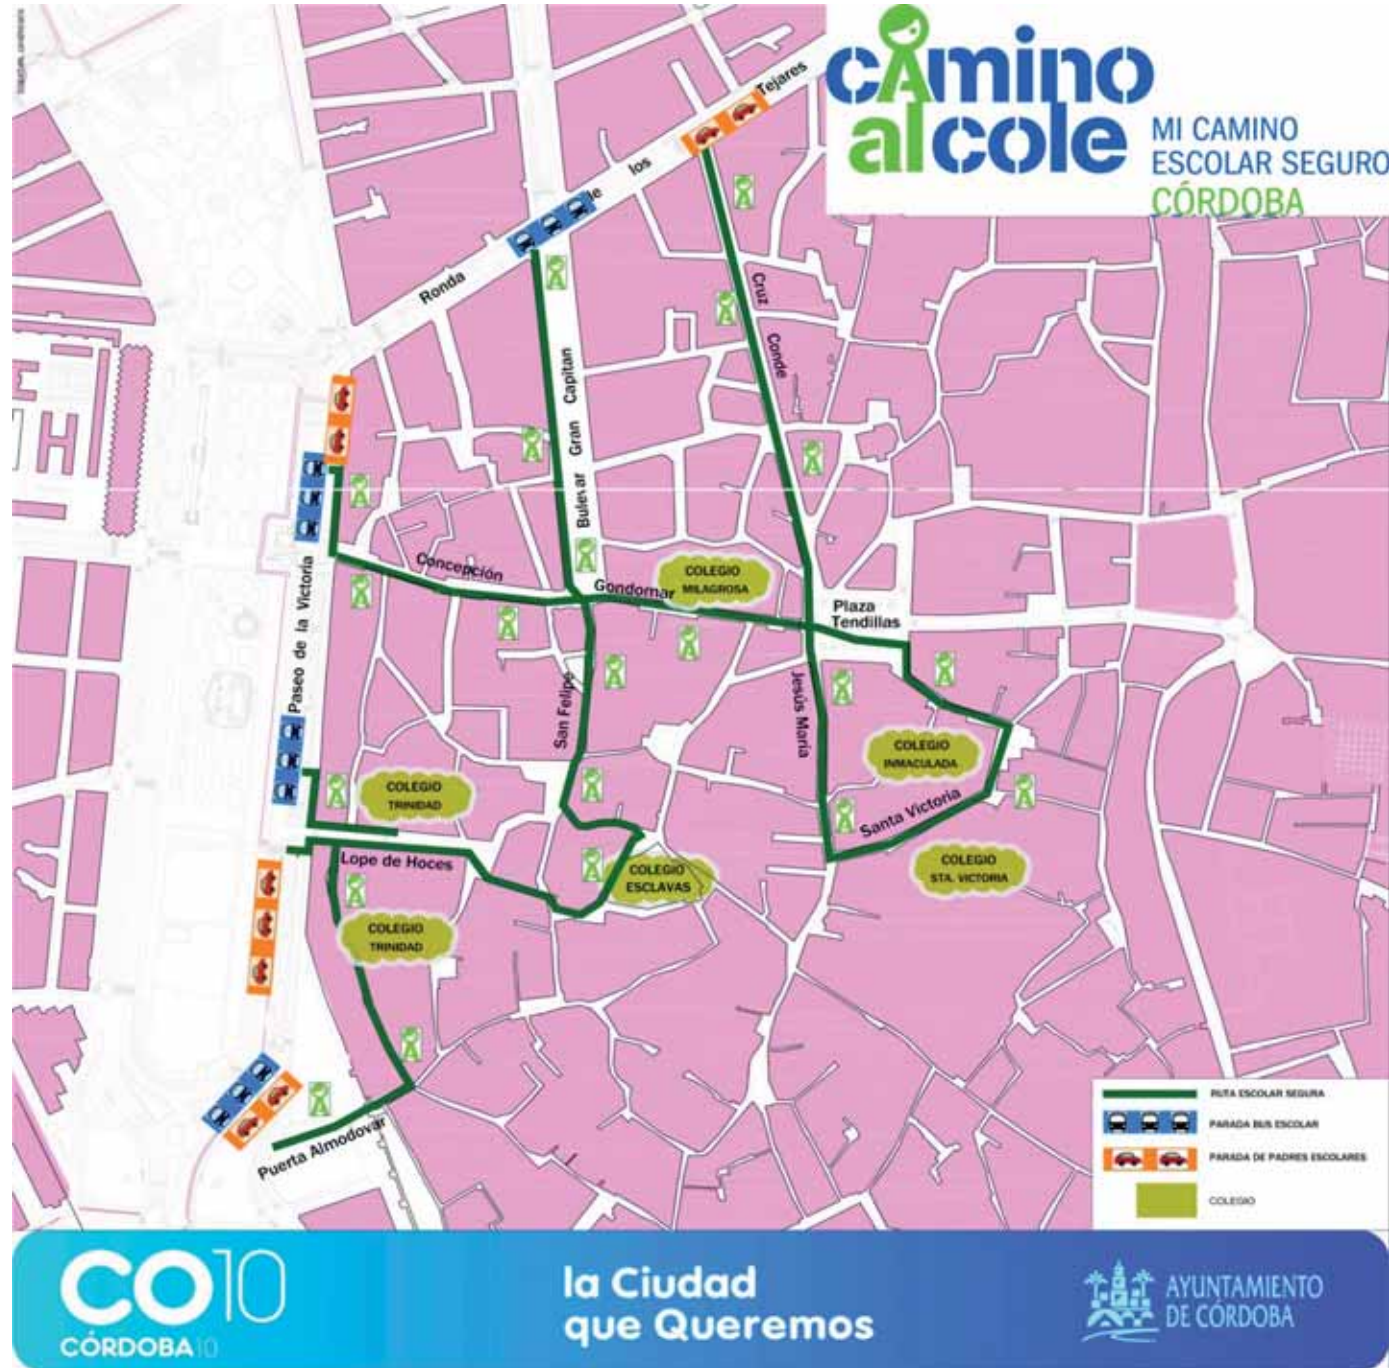 camino
al cole
MI CAMINO
ESCOLAR SEGURO
CÓRDOBA
Ronda
de
los
Tejares
Cruz
Conde
Bulevar Gran Capitan
Paseo de la Victoria
Concepción
Gondornar
COLEGIO
MILAGROSA
Plaza
Tendillas
San Felipe
Jesús María
COLEGIO
INMACULADA
COLEGIO
TRINIDAD
Santa Victoria
Lope de Hoces
COLEGIO
ESCLAVAS
COLEGIO
STA. VICTORIA
COLEGIO
TRINIDAD
Puerta Almodovar
RUTA ESCOLAR SEGURA
PARADA BUS ESCOLAR
PARADA DE PADRES ESCOLARES
COLEGIO
CO10
CÓRDOBA10
la Ciudad
que Queremos
AYUNTAMIENTO
DE CÓRDOBA